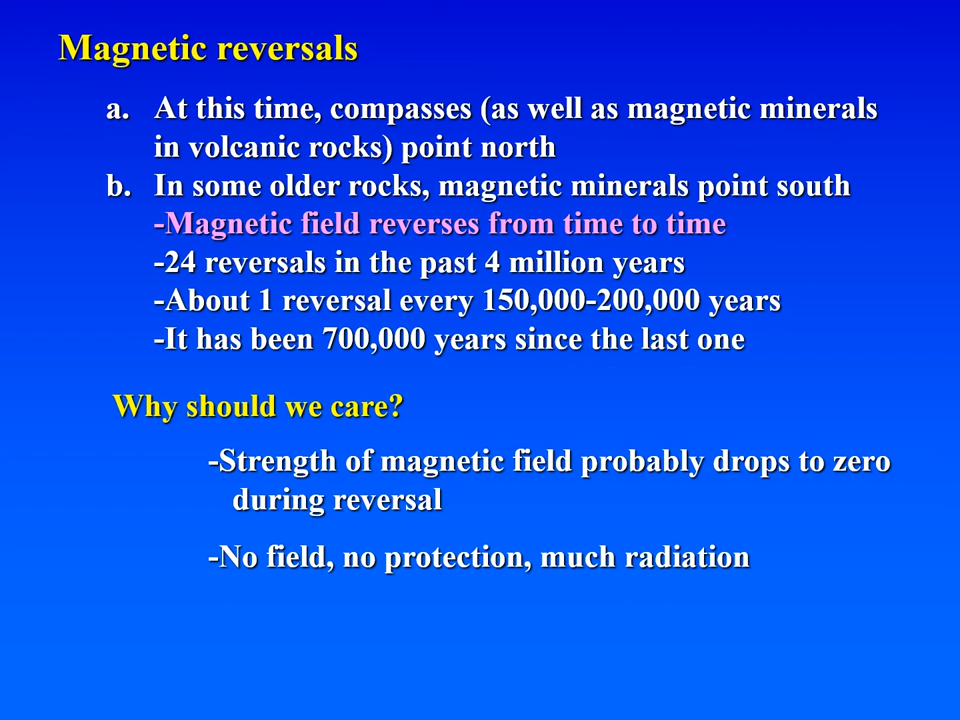 Magnetic reversals
a. At this time, compasses (as well as magnetic minerals
in volcanic rocks) point north
b. In some older rocks, magnetic minerals point south
-Magnetic field reverses from time to time
-24 reversals in the past 4 million years
-About 1 reversal every 150,000-200,000 years
-It has been 700,000 years since the last one
Why should we care?
-Strength of magnetic field probably drops to zero
during reversal
-No field, no protection, much radiation